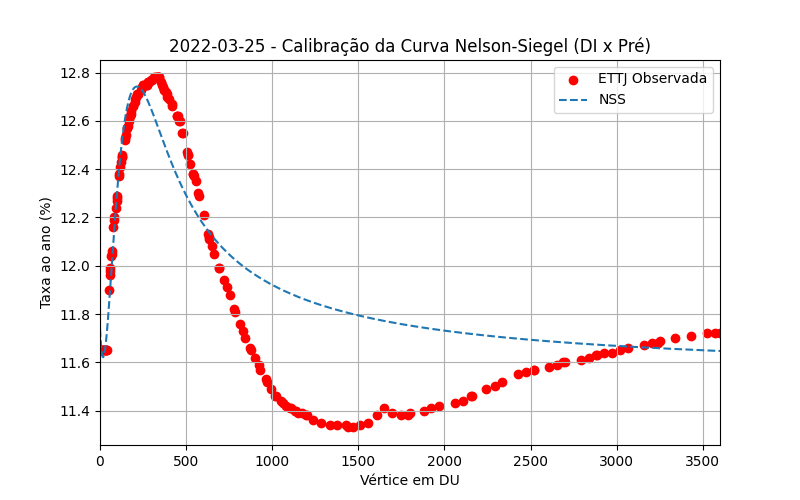 2022-03-25 - Calibração da Curva Nelson-Siegel (DI x Pré)
ETTJ Observada
NSS
Taxa ao ano (%)
12.8
12.6
12.4
12.2
12.0
11.8
11.6
11.4
0 500 1000 1500 2000 2500 3000 3500
Vértice em DU